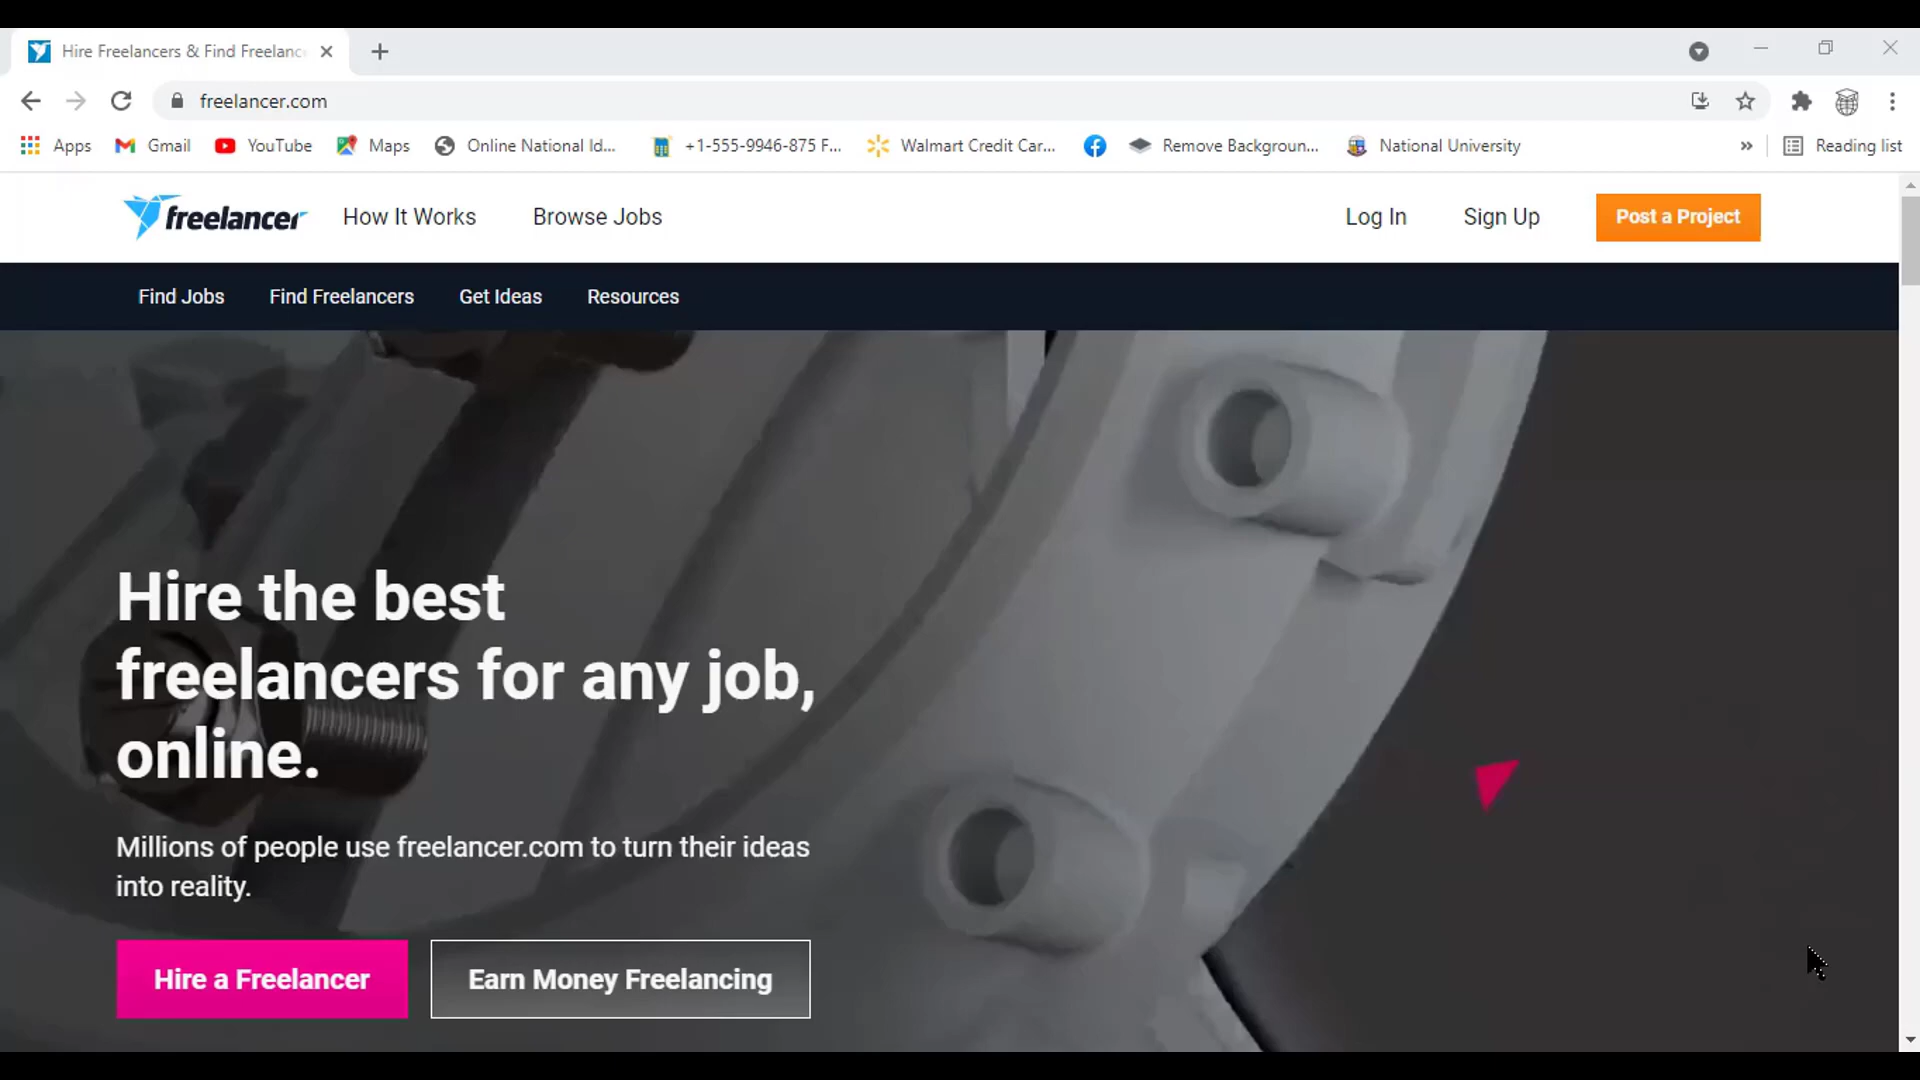 Hire Freelancers & Find Freelanc
freelancer.com
Apps Gmail YouTube Maps Online National Id... +1-555-9946-875 F... Walmart Credit Car... Remove Backgroun... National University » Reading list
freelancer How It Works Browse Jobs Log In Sign Up Post a Project
Find Jobs Find Freelancers Get Ideas Resources
Hire the best
freelancers for any job,
online.
Millions of people use freelancer.com to turn their ideas
into reality.
Hire a Freelancer Earn Money Freelancing